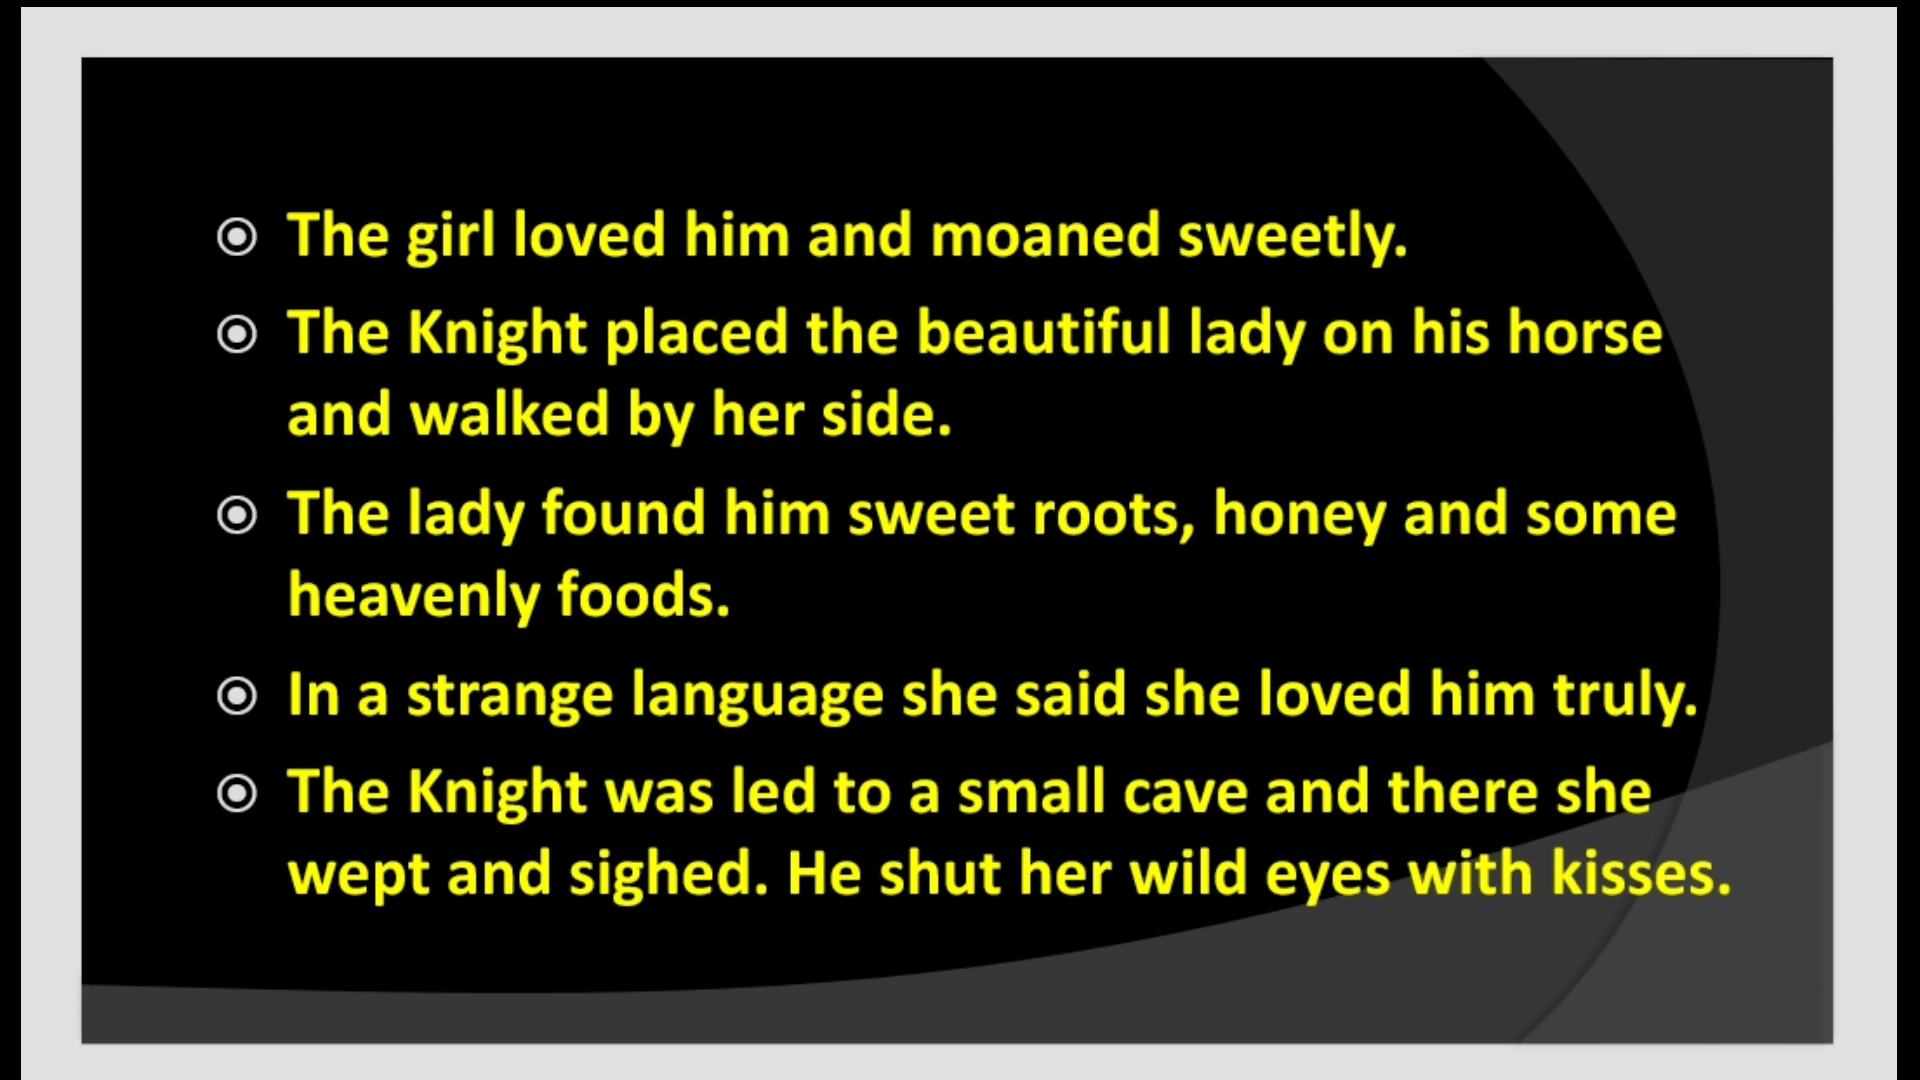 The girl loved him and moaned sweetly.
The Knight placed the beautiful lady on his horse
and walked by her side.
The lady found him sweet roots, honey and some
heavenly foods.
In a strange language she said she loved him truly.
The Knight was led to a small cave and there she
wept and sighed. He shut her wild eyes with kisses.